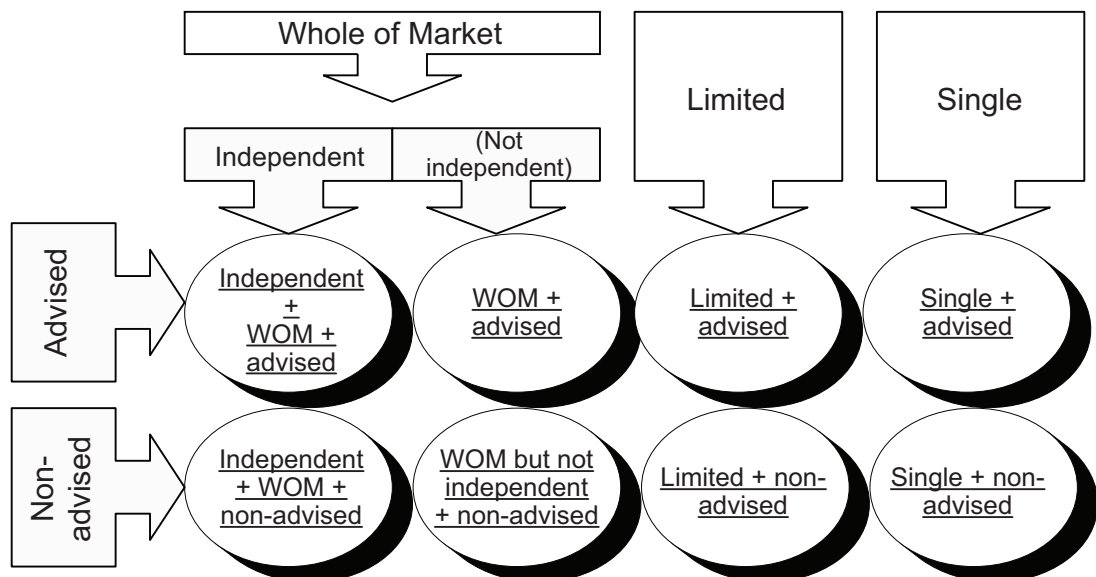 Whole of Market
Limited
Single
Independent
(Not
independent)
Advised
Independent
+
WOM +
advised
WOM +
advised
Limited +
advised
Single +
advised
Non-
advised
Independent
+ WOM +
non-advised
WOM but not
independent
+ non-advised
Limited + non-
advised
Single + non-
advised